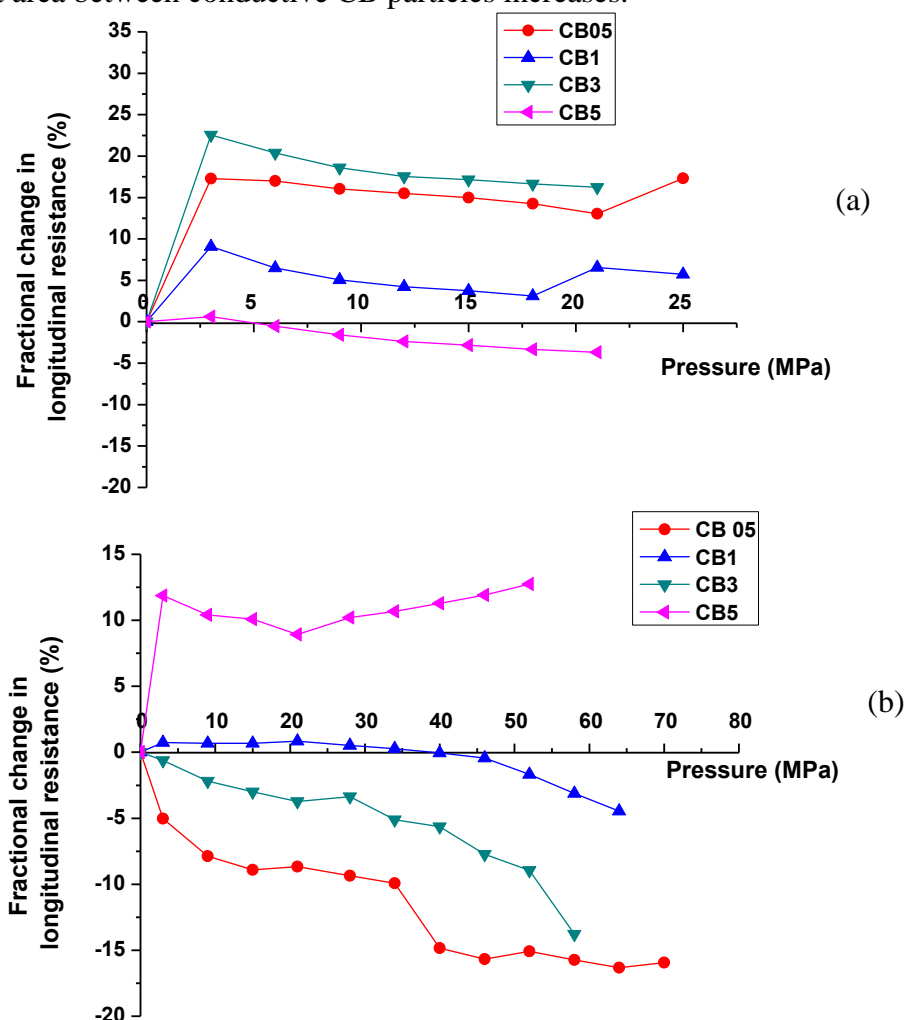 area between conductive CB particles increases.
CB05
CB1
CB3
CB5
35
30
25
20
15
10
5
0
-5
-10
-15
-20
0
5
10
15
20
25
Fractional change in
longitudinal resistance (%)
Pressure (MPa)
(a)
CB 05
CB1
CB3
CB5
15
10
5
0
-5
-10
-15
-20
0
10
20
30
40
50
60
70
80
Fractional change in
longitudinal resistance (%)
Pressure (MPa)
(b)